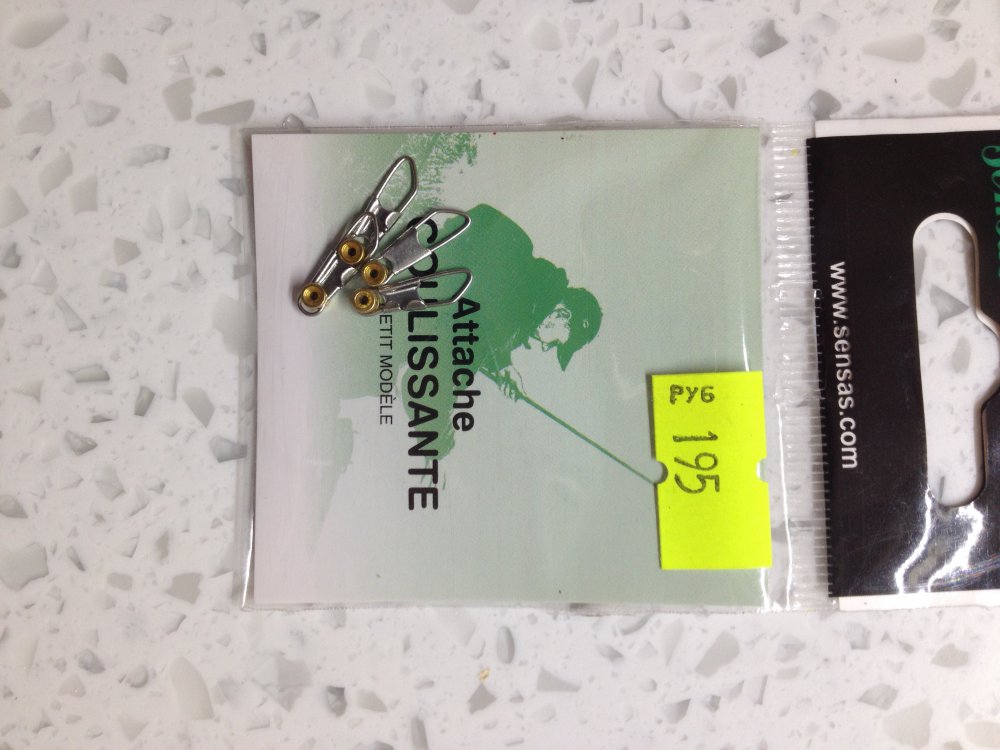 www.sensas.com
Attache
COULISSANTE
PETIT MODÈLE
РУБ
195